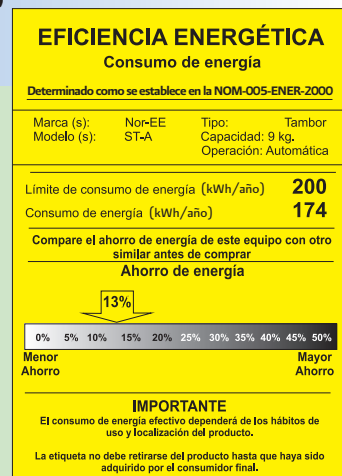 EFICIENCIA ENERGÉTICA
Consumo de energía
Determinado como se establece en la NOM-005-ENER-2000
Marca (s): Nor-EE Tipo: Tambor
Modelo (s): ST-A Capacidad: 9 kg.
Operación: Automática
Límite de consumo de energía (kWh/año) 200
Consumo de energía (kWh/año) 174
Compare el ahorro de energía de este equipo con otro
similar antes de comprar
Ahorro de energía
13%
0% 5% 10% 15% 20% 25% 30% 35% 40% 45% 50%
Menor Mayor
Ahorro Ahorro
IMPORTANTE
El consumo de energía efectivo dependerá de los hábitos de
uso y localización del producto.
La etiqueta no debe retirarse del producto hasta que haya sido
adquirido por el consumidor final.